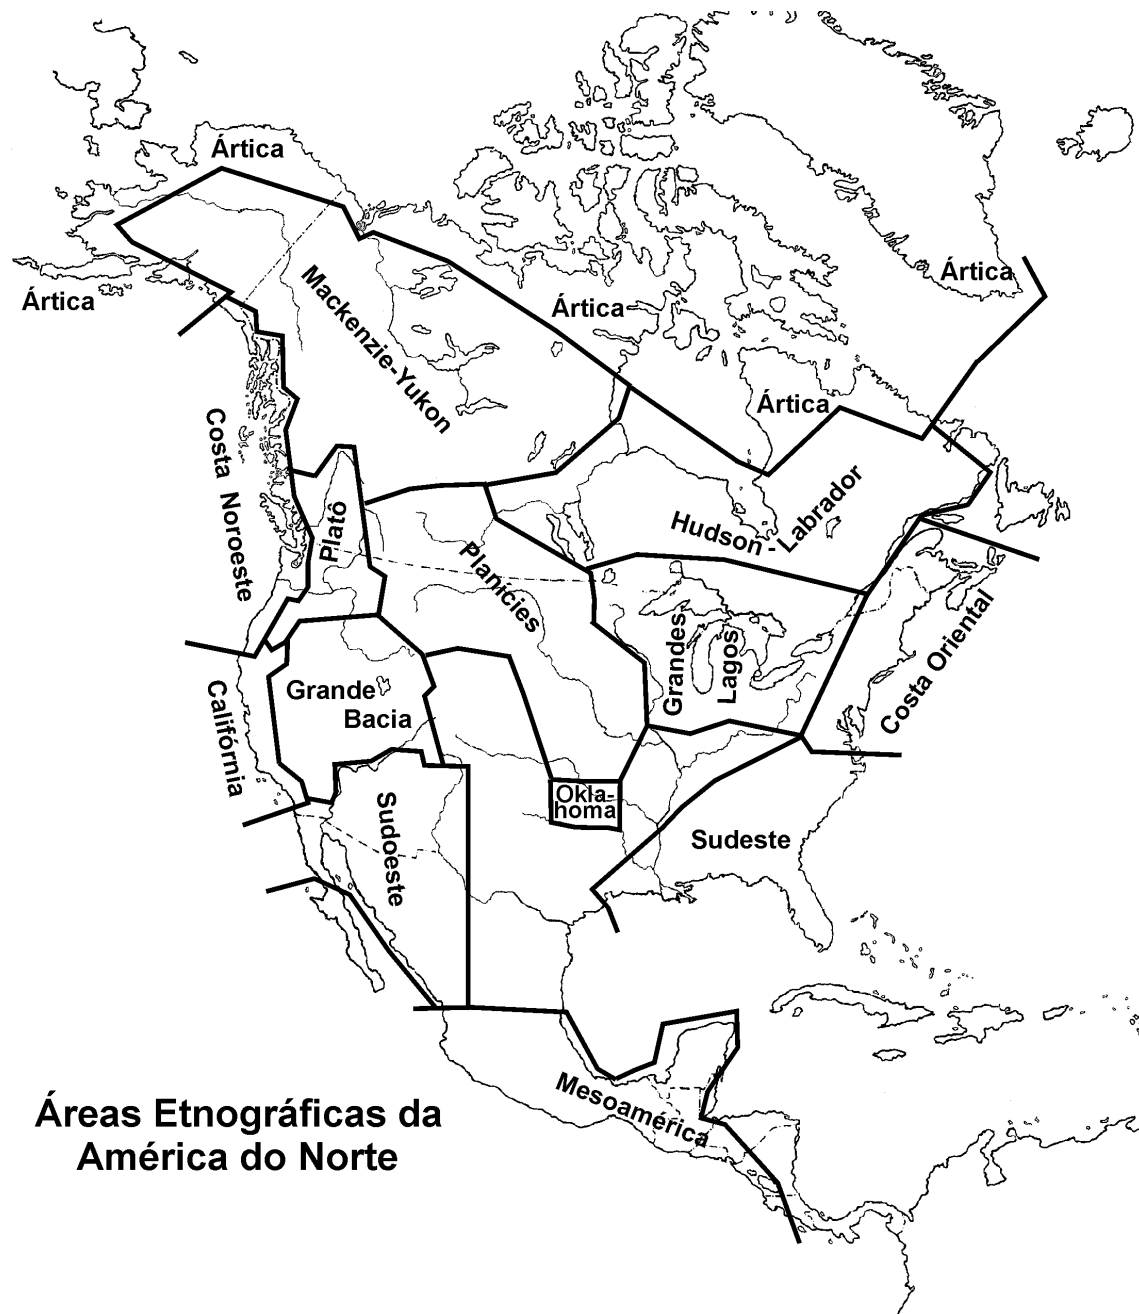 Ártica
Ártica
Ártica
Ártica
Ártica
Mackenzie-Yukon
Costa Noroeste
Platô
Hudson - Labrador
Planícies
Grandes
Lagos
Costa Oriental
Grande
Bacia
Califórnia
Sudoeste
Okla-
homa
Sudeste
Mesoamérica
Áreas Etnográficas da
América do Norte